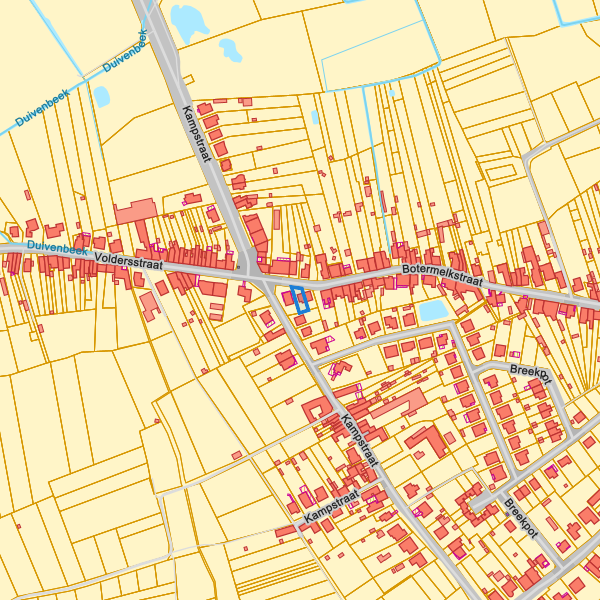 Duivenbeek
Duivenbeek
Kampstraat
Duivenbeek
Voldersstraat
Botermelkstraat
Breekpot
Kampstraat
Kampstraat
Breekpot